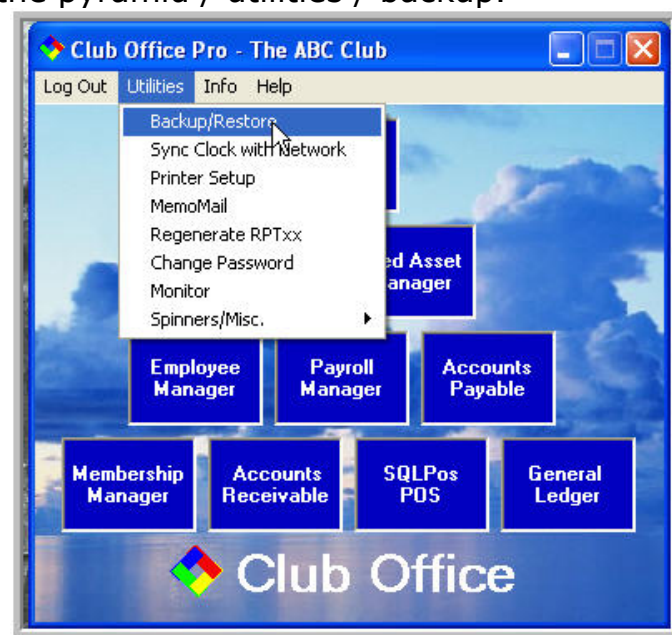 the pyramid / utilities / backup.
Club Office Pro - The ABC Club
Log Out Utilities Info Help
Backup/Restore
Sync Clock with Network
Printer Setup
MemoMail
Regenerate RPTxx
Change Password
Monitor
Spinners/Misc.
Asset
Employee Manager
Payroll Manager
Accounts Payable
Membership Manager
Accounts Receivable
SQLPos POS
General Ledger
Club Office